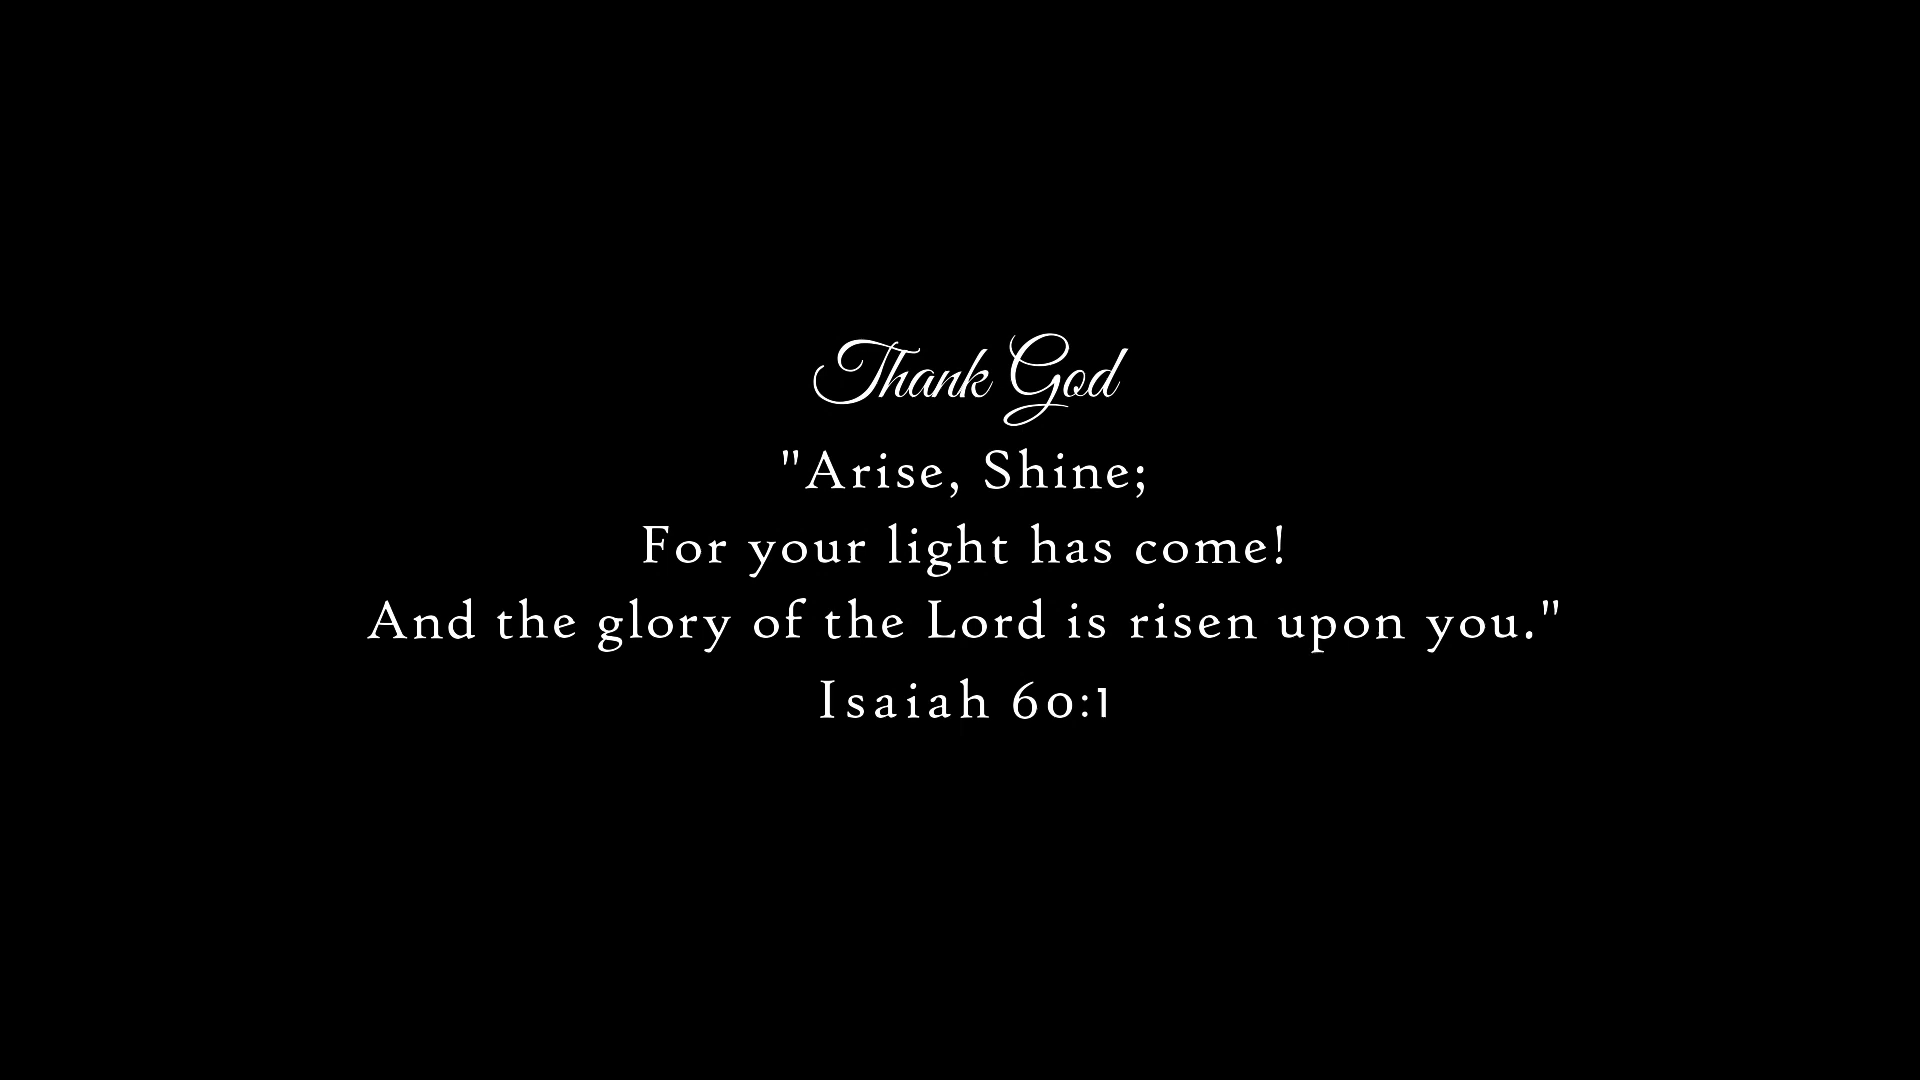 Thank God
"Arise, Shine;
For your light has come!
And the glory of the Lord is risen upon you."
Isaiah 60:1